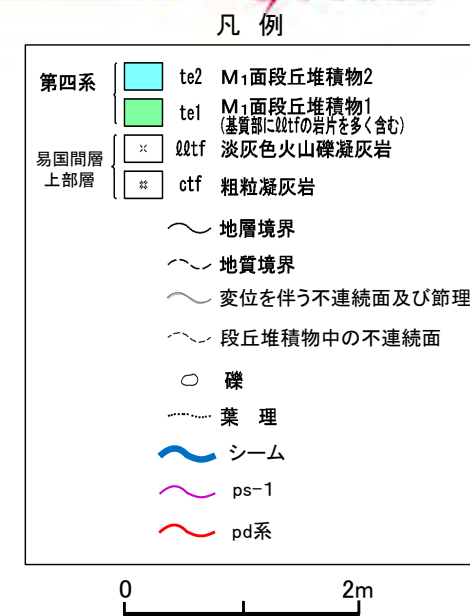 凡 例
第四系
te2 M₁面段丘堆積物2
te1 M₁面段丘堆積物1
(基質部にℓℓtfの岩片を多く含む)
易国間層
上部層
ℓℓtf 淡灰色火山礫凝灰岩
ctf 粗粒凝灰岩
地層境界
地質境界
変位を伴う不連続面及び節理
段丘堆積物中の不連続面
礫
葉 理
シーム
ps-1
pd系
0 2m